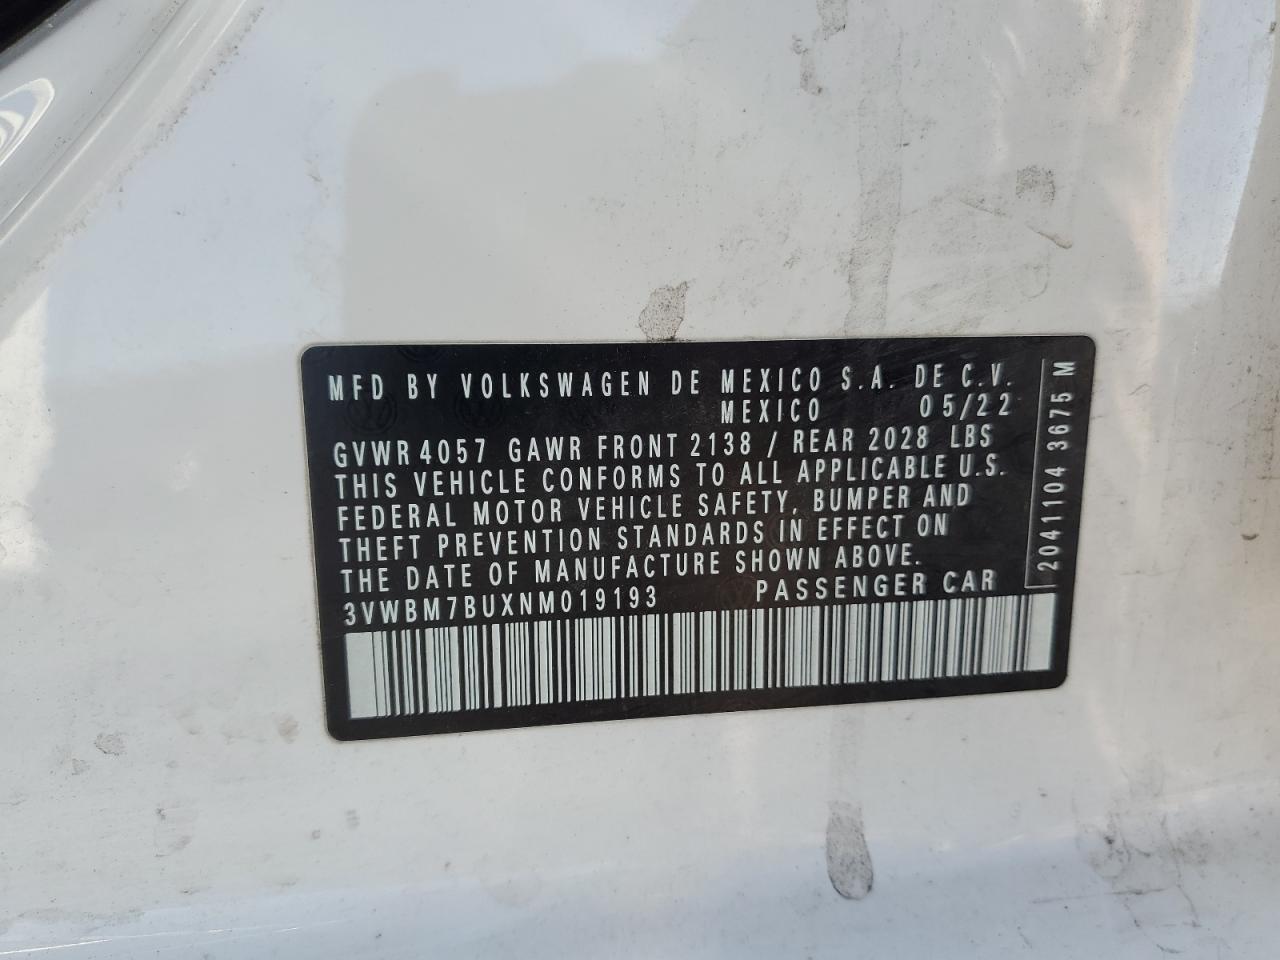 MFD BY VOLKSWAGEN DE MEXICO S.A. DE C.V.
MEXICO 05/22
GVWR 4057 GAWR FRONT 2138 / REAR 2028 LBS
THIS VEHICLE CONFORMS TO ALL APPLICABLE U.S.
FEDERAL MOTOR VEHICLE SAFETY, BUMPER AND
THEFT PREVENTION STANDARDS IN EFFECT ON
THE DATE OF MANUFACTURE SHOWN ABOVE.
3VWBM7BUXNM019193 PASSENGER CAR
2041104 3675 M